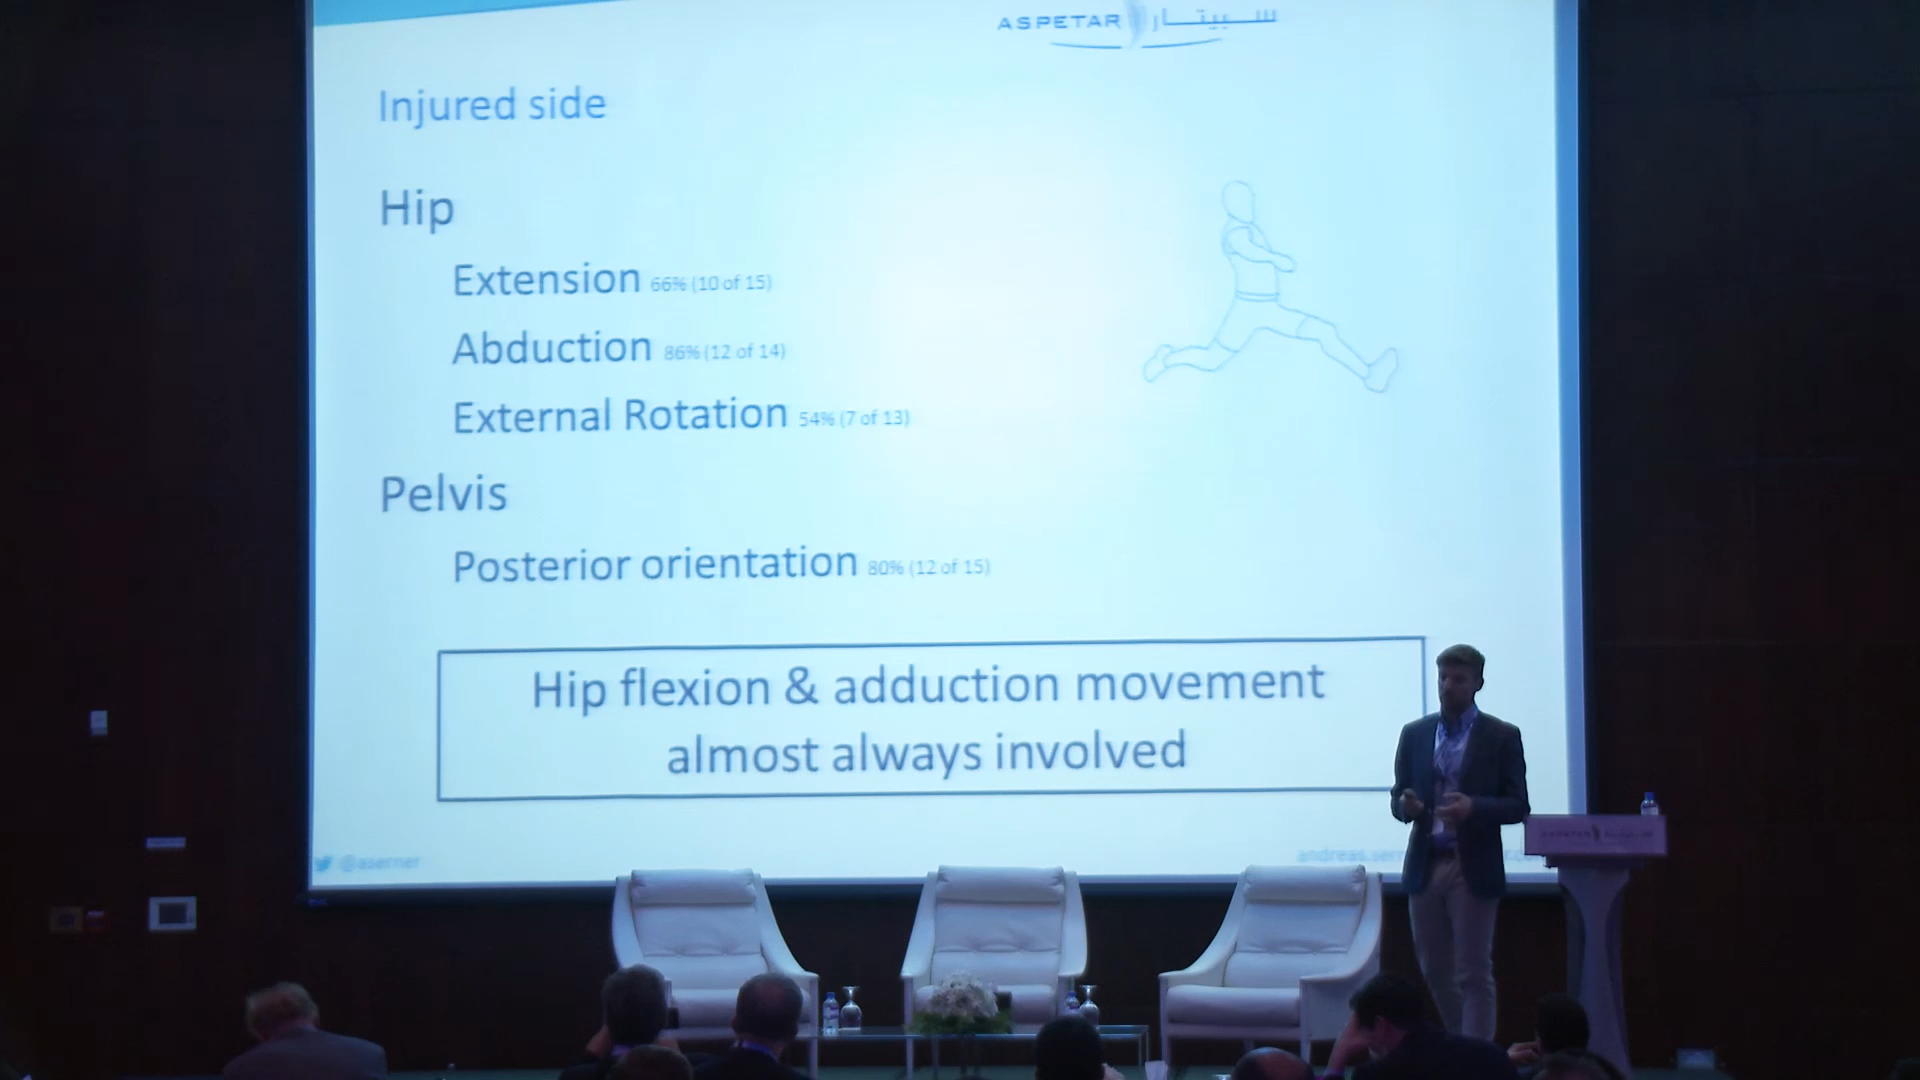 ASPETAR سبيتار
Injured side
Hip
Extension 66% (10 of 15)
Abduction 86% (12 of 14)
External Rotation 54% (7 of 13)
Pelvis
Posterior orientation 80% (12 of 15)
Hip flexion & adduction movement
almost always involved
@aserner
ASPETAR